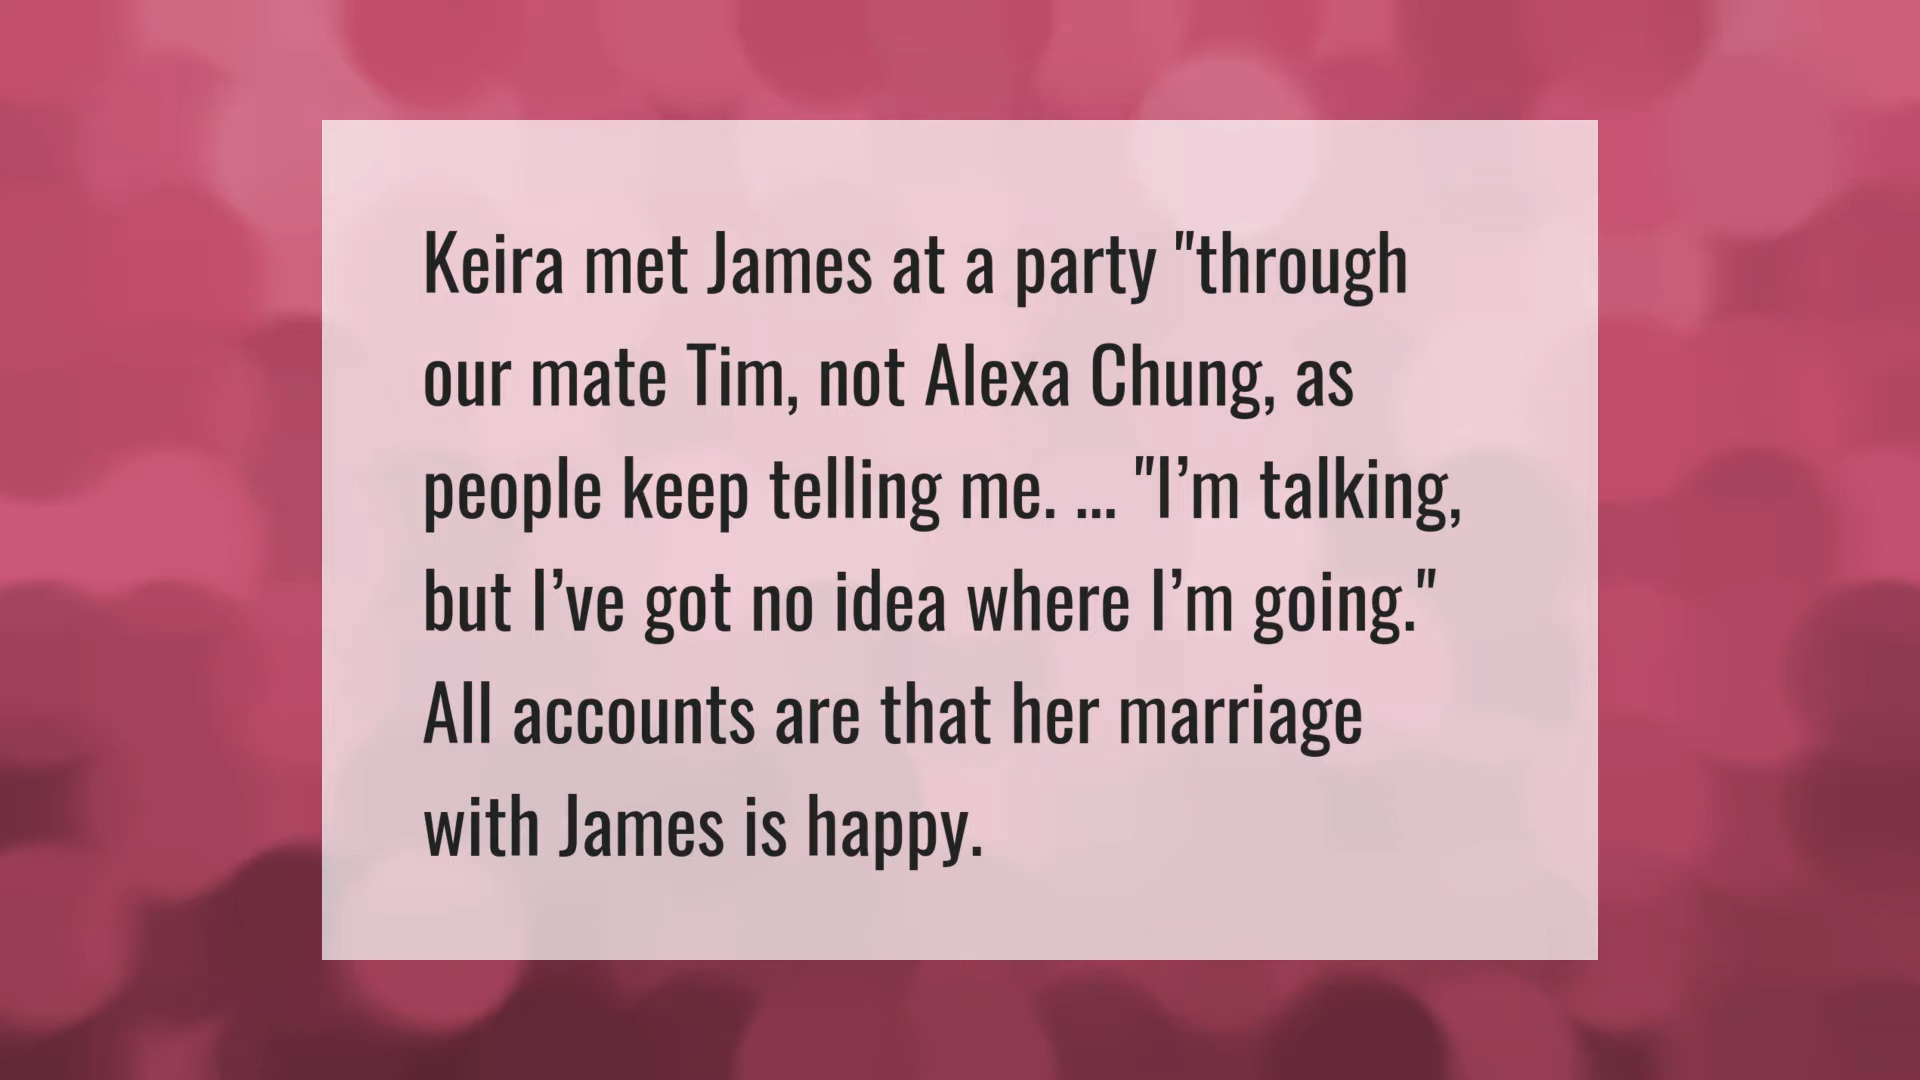 Keira met James at a party "through
our mate Tim, not Alexa Chung, as
people keep telling me. ... "I’m talking,
but I’ve got no idea where I’m going."
All accounts are that her marriage
with James is happy.